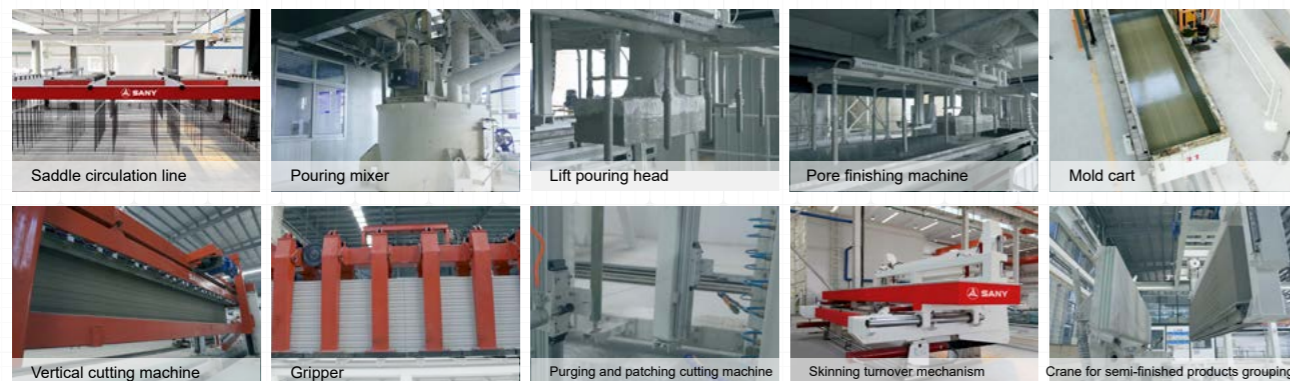 SANY
Saddle circulation line
Pouring mixer
Lift pouring head
Pore finishing machine
Mold cart
SANY
Vertical cutting machine
Gripper
Purging and patching cutting machine
Skinning turnover mechanism
Crane for semi-finished products grouping